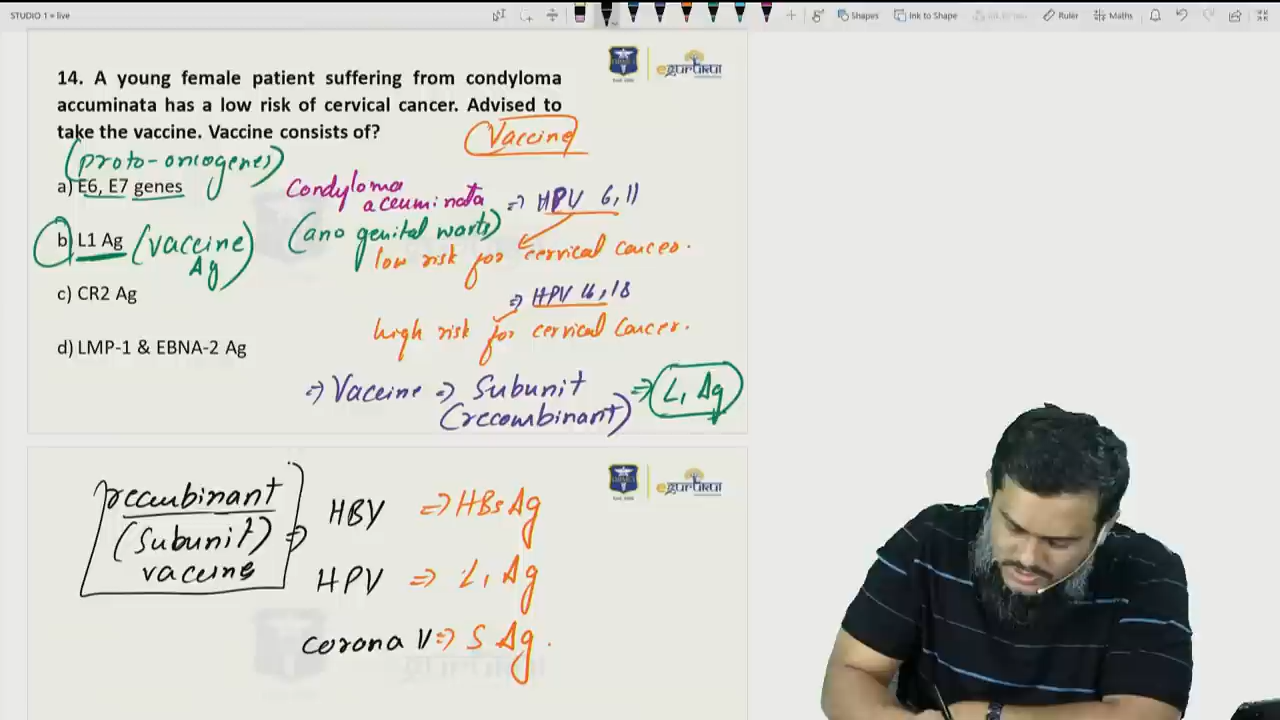 STUDIO 1 = live
Shapes
Ink to Shape
Ruler
Maths
eGurukul
14. A young female patient suffering from condyloma
accuminata has a low risk of cervical cancer. Advised to
take the vaccine. Vaccine consists of?
Vaccine
(proto-oncogenes)
a) E6, E7 genes
Condyloma
accuminata ⇒ HPV 6, 11
b) L1 Ag (vaccine
Ag)
(ano genital warts)
low risk for cervical cancer.
c) CR2 Ag
⇒ HPV 16, 18
high risk for cervical cancer.
d) LMP-1 & EBNA-2 Ag
⇒ Vaccine ⇒ Subunit
(recombinant) ⇒ L1 Ag
eGurukul
recombinant
(subunit) ⇒
vaccine
HBV ⇒ HBsAg
HPV ⇒ L1 Ag
corona V ⇒ S Ag.